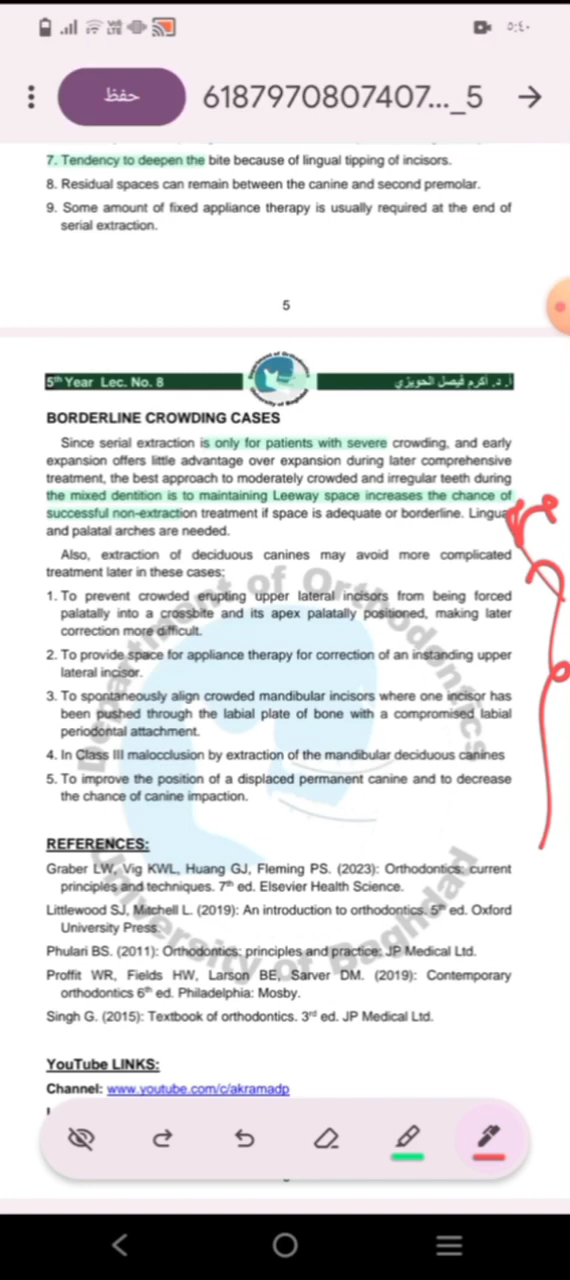 ٥:٤٠
حفظ
6187970807407..._5
7. Tendency to deepen the bite because of lingual tipping of incisors.
8. Residual spaces can remain between the canine and second premolar.
9. Some amount of fixed appliance therapy is usually required at the end of
serial extraction.
5
5th Year Lec. No. 8
أ. د. أكرم فيصل الحويزي
BORDERLINE CROWDING CASES
Since serial extraction is only for patients with severe crowding, and early
expansion offers little advantage over expansion during later comprehensive
treatment, the best approach to moderately crowded and irregular teeth during
the mixed dentition is to maintaining Leeway space increases the chance of
successful non-extraction treatment if space is adequate or borderline. Lingual
and palatal arches are needed.
Also, extraction of deciduous canines may avoid more complicated
treatment later in these cases:
1. To prevent crowded erupting upper lateral incisors from being forced
palatally into a crossbite and its apex palatally positioned, making later
correction more difficult.
2. To provide space for appliance therapy for correction of an instanding upper
lateral incisor.
3. To spontaneously align crowded mandibular incisors where one incisor has
been pushed through the labial plate of bone with a compromised labial
periodontal attachment.
4. In Class III malocclusion by extraction of the mandibular deciduous canines
5. To improve the position of a displaced permanent canine and to decrease
the chance of canine impaction.
Department of Orthodontics
University of Baghdad
REFERENCES:
Graber LW, Vig KWL, Huang GJ, Fleming PS. (2023): Orthodontics: current
principles and techniques. 7th ed. Elsevier Health Science.
Littlewood SJ, Mitchell L. (2019): An introduction to orthodontics. 5th ed. Oxford
University Press.
Phulari BS. (2011): Orthodontics: principles and practice. JP Medical Ltd.
Proffit WR, Fields HW, Larson BE, Sarver DM. (2019): Contemporary
orthodontics 6th ed. Philadelphia: Mosby.
Singh G. (2015): Textbook of orthodontics. 3rd ed. JP Medical Ltd.
YouTube LINKS:
Channel: www.youtube.com/c/akramadp